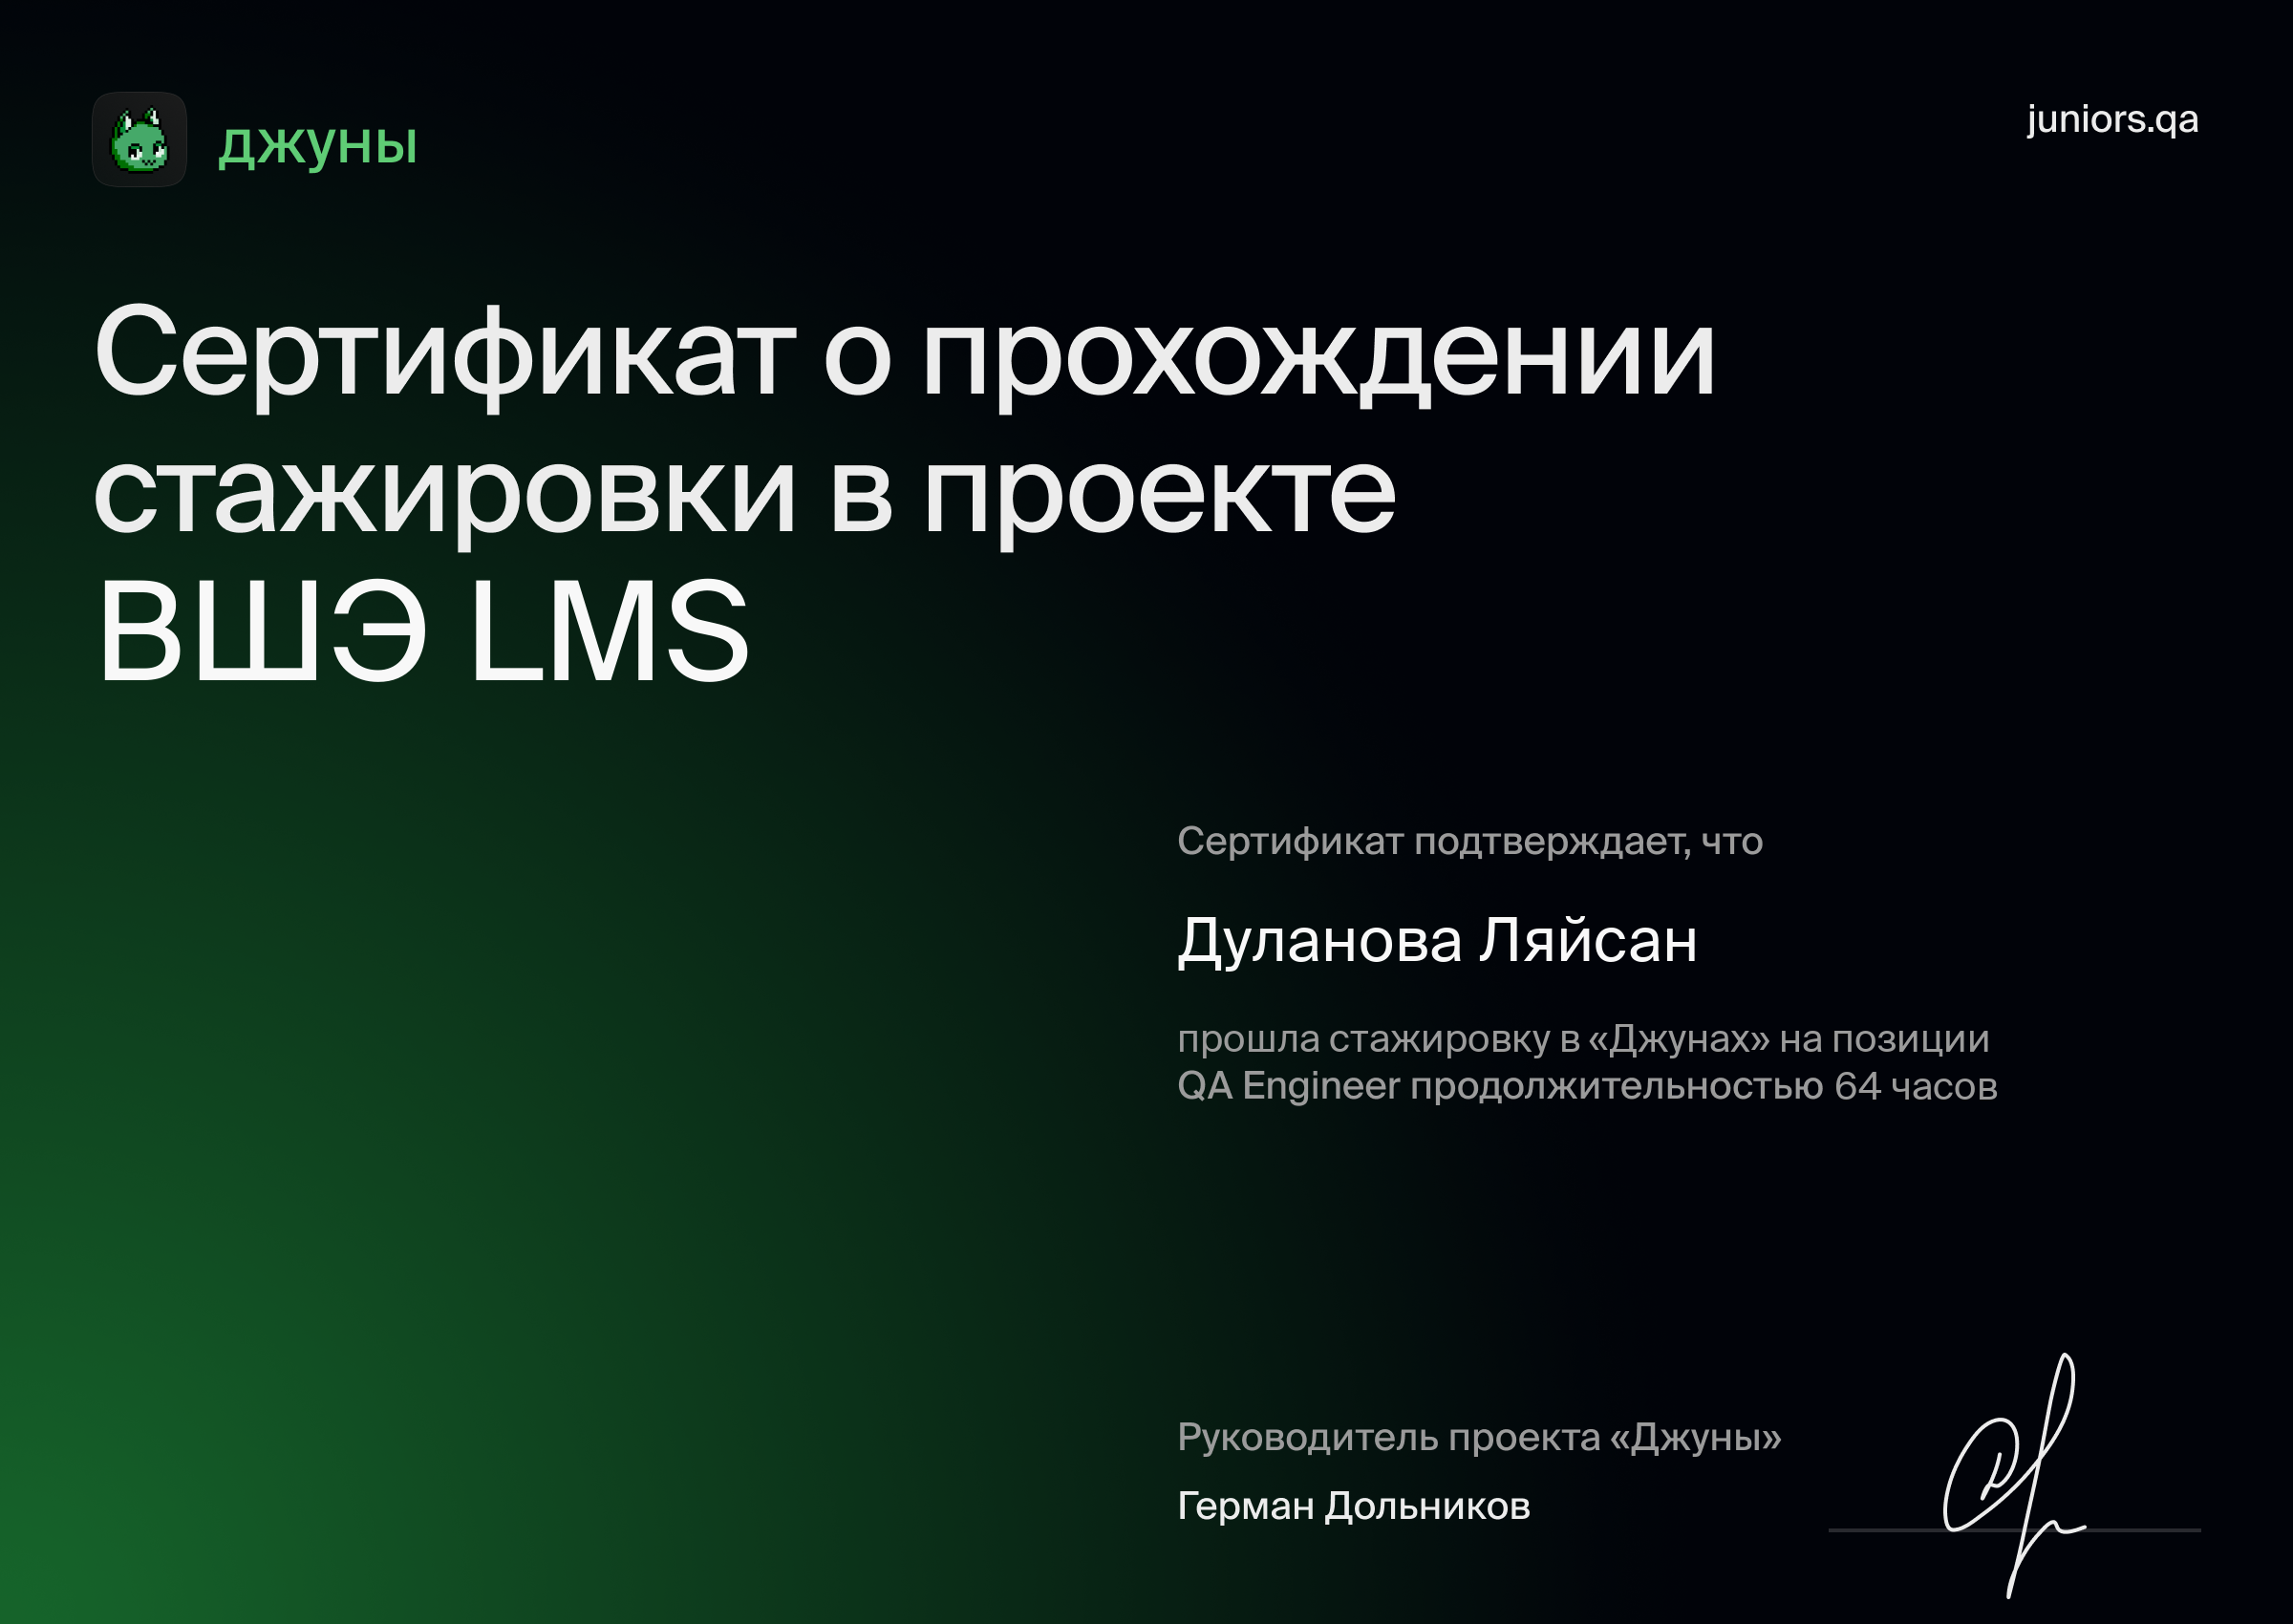 джуны
juniors.qa
Сертификат о прохождении
стажировки в проекте
ВШЭ LMS
Сертификат подтверждает, что
Дуланова Ляйсан
прошла стажировку в «Джунах» на позиции
QA Engineer продолжительностью 64 часов
Руководитель проекта «Джуны»
Герман Дольников